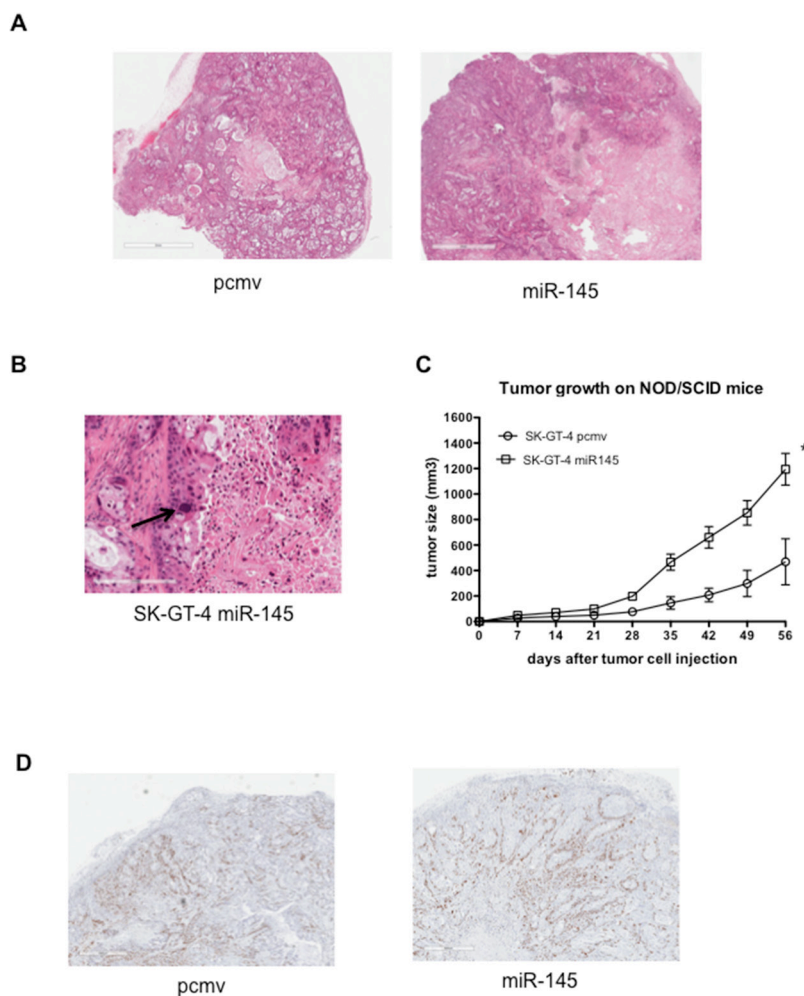 A
pcmv
miR-145
B
SK-GT-4 miR-145
C
Tumor growth on NOD/SCID mice
SK-GT-4 pcmv
SK-GT-4 miR145
*
tumor size (mm3)
1600
1400
1200
1000
800
600
400
200
0
0 7 14 21 28 35 42 49 56
days after tumor cell injection
D
pcmv
miR-145